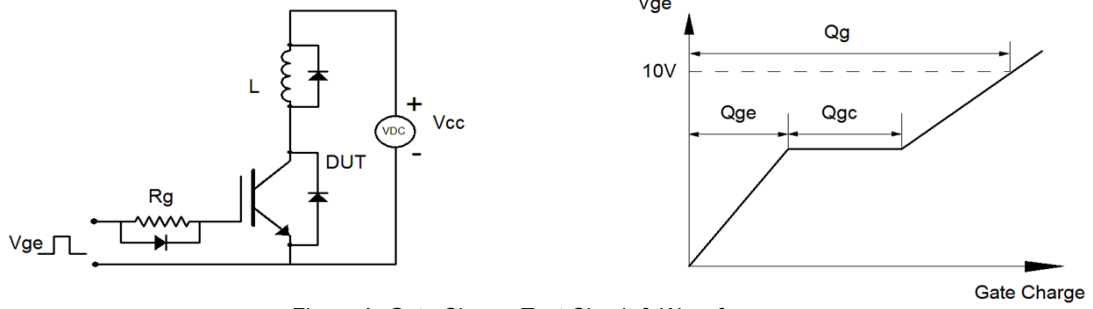 Vge
Qg
10V
Qge
Qgc
Gate Charge
L
+
VDC
Vcc
-
DUT
Rg
Vge